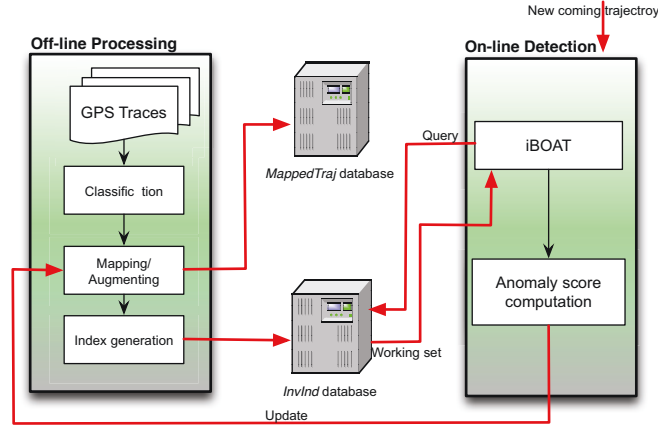 New coming trajectroy
Off-line Processing
On-line Detection
GPS Traces
Classific tion
Mapping/
Augmenting
Index generation
MappedTraj database
InvInd database
Query
Working set
iBOAT
Anomaly score
computation
Update